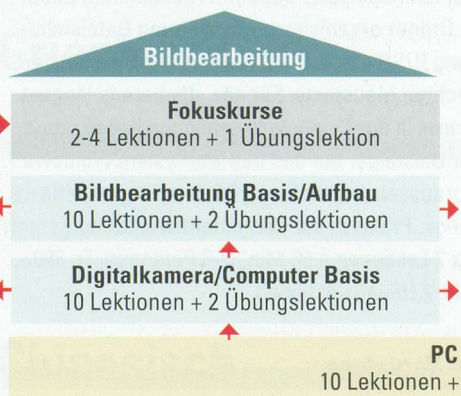 Bildbearbeitung
Fokuskurse
2-4 Lektionen + 1 Übungslektion
Bildbearbeitung Basis/Aufbau
10 Lektionen + 2 Übungslektionen
Digitalkamera/Computer Basis
10 Lektionen + 2 Übungslektionen
PC
10 Lektionen +